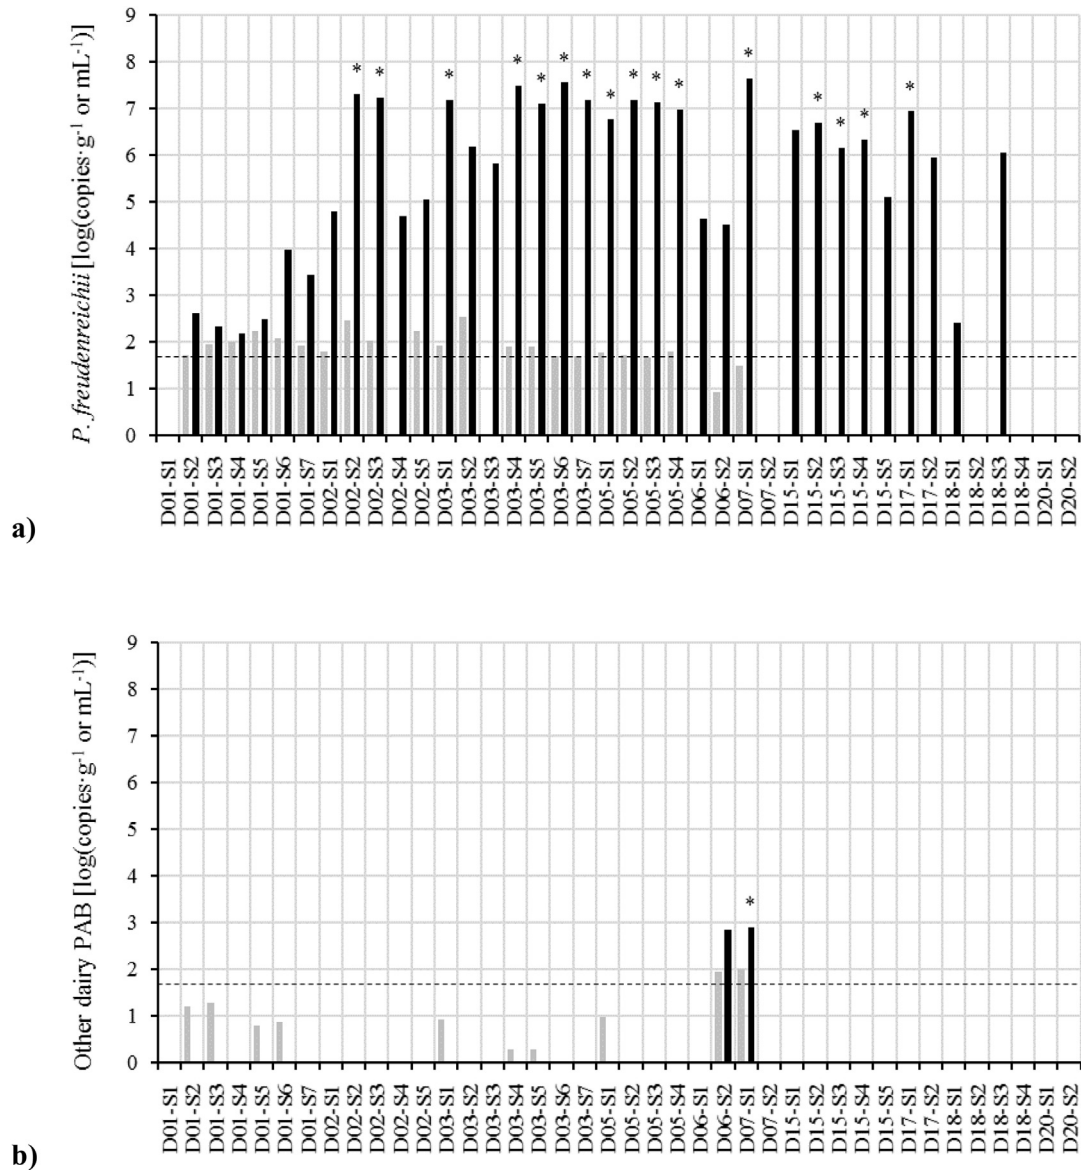 P. freudenreichii [log(copies·g⁻¹ or mL⁻¹)]
9
8
7
6
5
4
3
2
1
0
* * * * * * * * * * * * * * * *
D01-S1
D01-S2
D01-S3
D01-S4
D01-S5
D01-S6
D01-S7
D02-S1
D02-S2
D02-S3
D02-S4
D02-S5
D03-S1
D03-S2
D03-S3
D03-S4
D03-S5
D03-S6
D03-S7
D05-S1
D05-S2
D05-S3
D05-S4
D06-S1
D06-S2
D07-S1
D07-S2
D15-S1
D15-S2
D15-S3
D15-S4
D15-S5
D17-S1
D17-S2
D18-S1
D18-S2
D18-S3
D18-S4
D20-S1
D20-S2
a)
Other dairy PAB [log(copies·g⁻¹ or mL⁻¹)]
9
8
7
6
5
4
3
2
1
0
*
D01-S1
D01-S2
D01-S3
D01-S4
D01-S5
D01-S6
D01-S7
D02-S1
D02-S2
D02-S3
D02-S4
D02-S5
D03-S1
D03-S2
D03-S3
D03-S4
D03-S5
D03-S6
D03-S7
D05-S1
D05-S2
D05-S3
D05-S4
D06-S1
D06-S2
D07-S1
D07-S2
D15-S1
D15-S2
D15-S3
D15-S4
D15-S5
D17-S1
D17-S2
D18-S1
D18-S2
D18-S3
D18-S4
D20-S1
D20-S2
b)